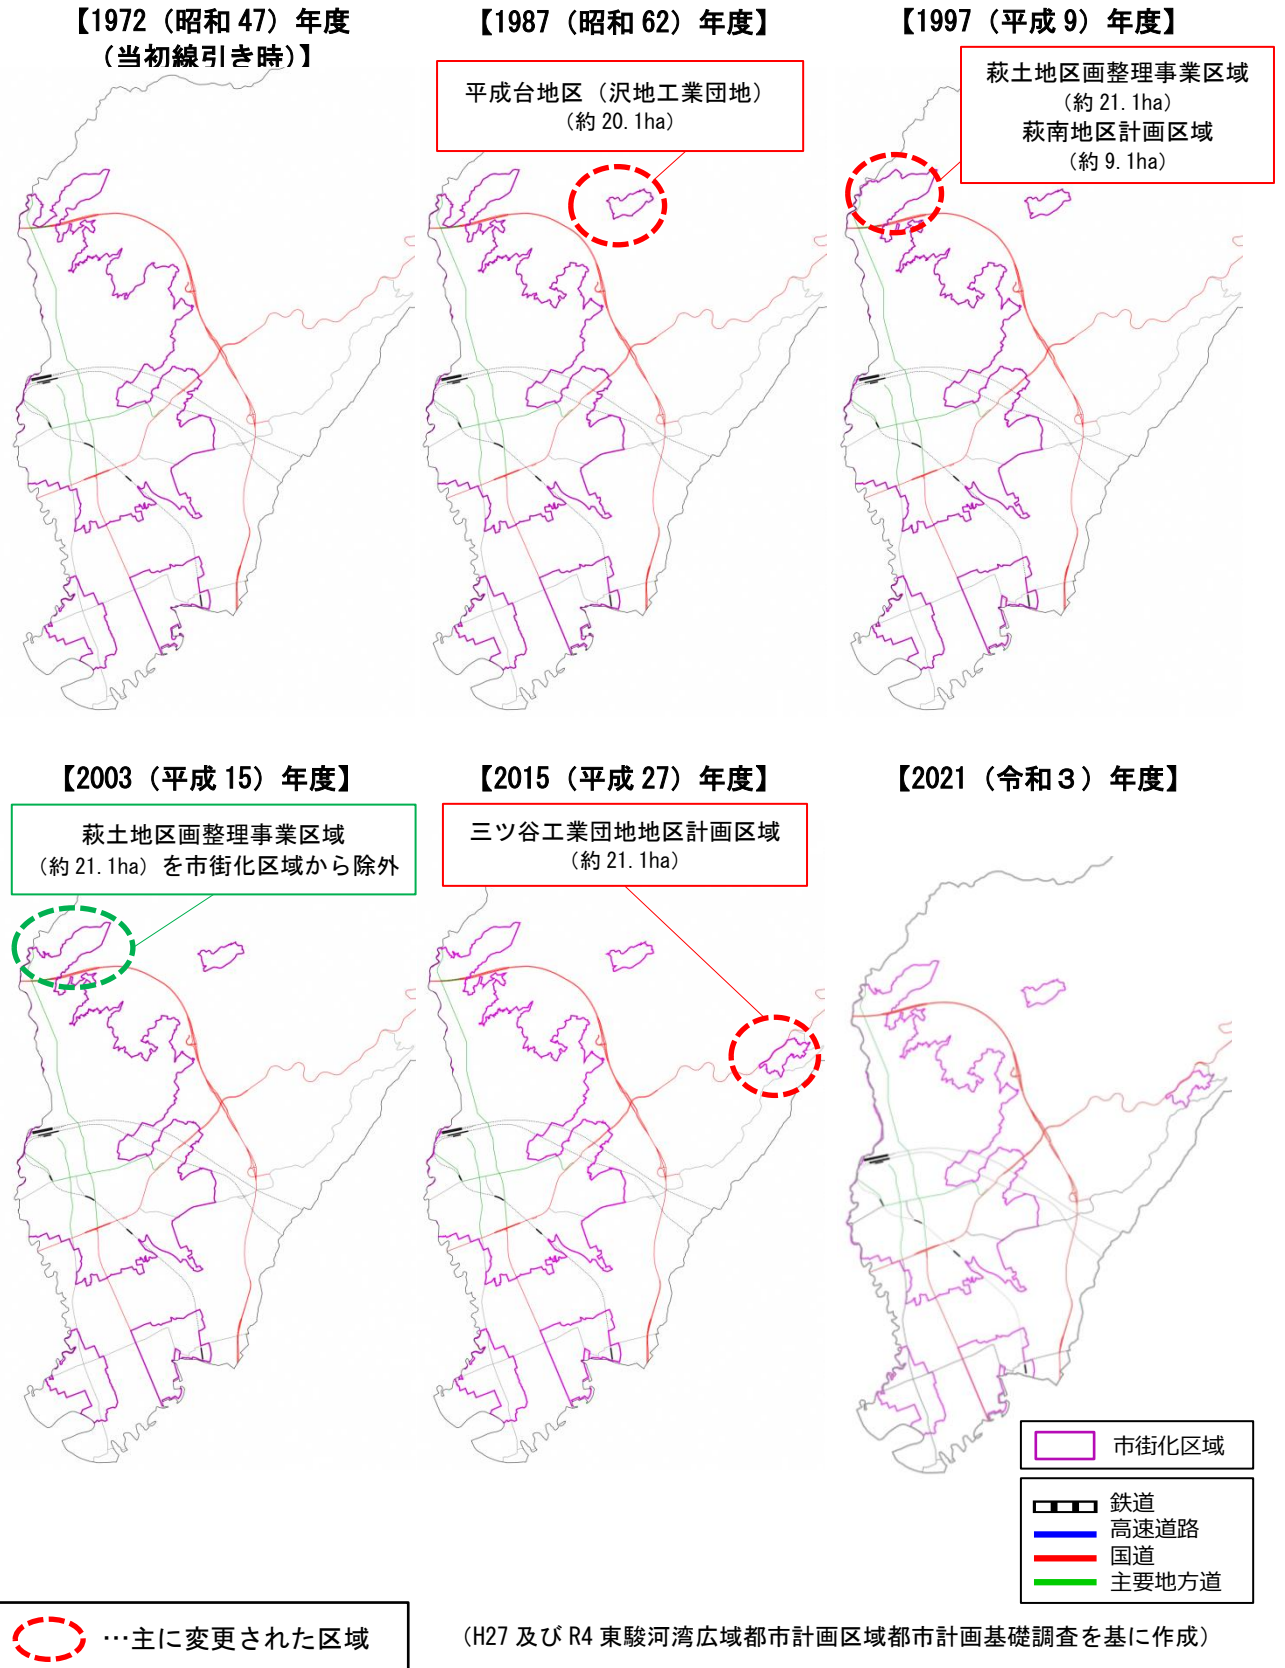 【1972（昭和 47）年度
(当初線引き時)】
【1987（昭和 62）年度】
平成台地区（沢地工業団地）
（約 20.1ha）
【1997（平成 9）年度】
萩土地区画整理事業区域
（約 21.1ha）
萩南地区計画区域
（約 9.1ha）
【2003（平成 15）年度】
萩土地区画整理事業区域
（約 21.1ha）を市街化区域から除外
【2015（平成 27）年度】
三ツ谷工業団地地区計画区域
（約 21.1ha）
【2021（令和３）年度】
市街化区域
鉄道
高速道路
国道
主要地方道
…主に変更された区域
（H27 及び R4 東駿河湾広域都市計画区域都市計画基礎調査を基に作成）